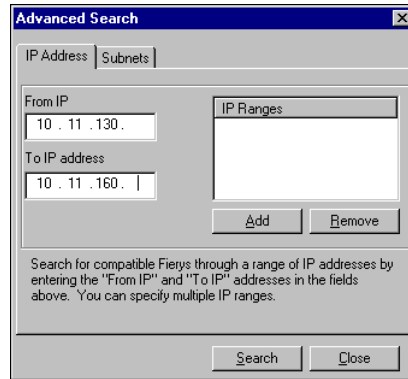 Advanced Search
IP Address Subnets
From IP
10 . 11 .130 .
IP Ranges
To IP address
10 . 11 .160 .
Add Remove
Search for compatible Fierys through a range of IP addresses by
entering the "From IP" and "To IP" addresses in the fields
above. You can specify multiple IP ranges.
Search Close